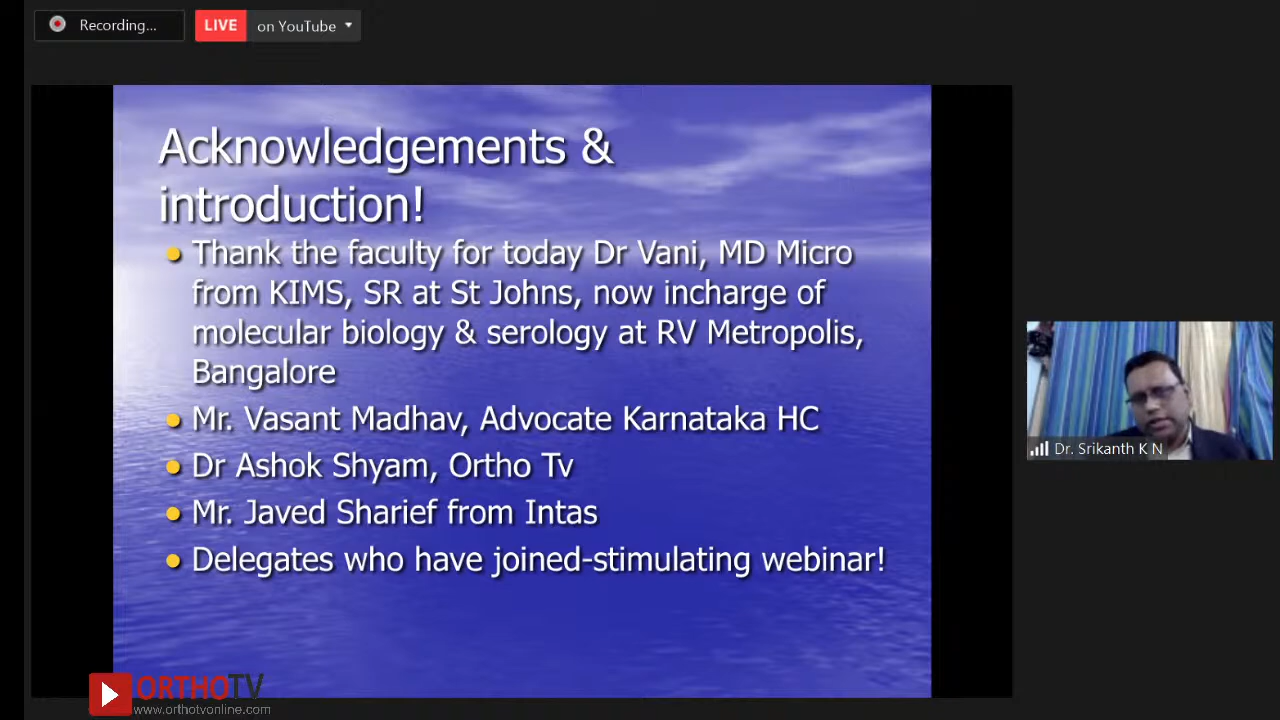 Recording...
LIVE on YouTube
Acknowledgements &
introduction!
Thank the faculty for today Dr Vani, MD Micro
from KIMS, SR at St Johns, now incharge of
molecular biology & serology at RV Metropolis,
Bangalore
Mr. Vasant Madhav, Advocate Karnataka HC
Dr Ashok Shyam, Ortho Tv
Mr. Javed Sharief from Intas
Delegates who have joined-stimulating webinar!
Dr. Srikanth K N
ORTHOTV
www.orthotvonline.com